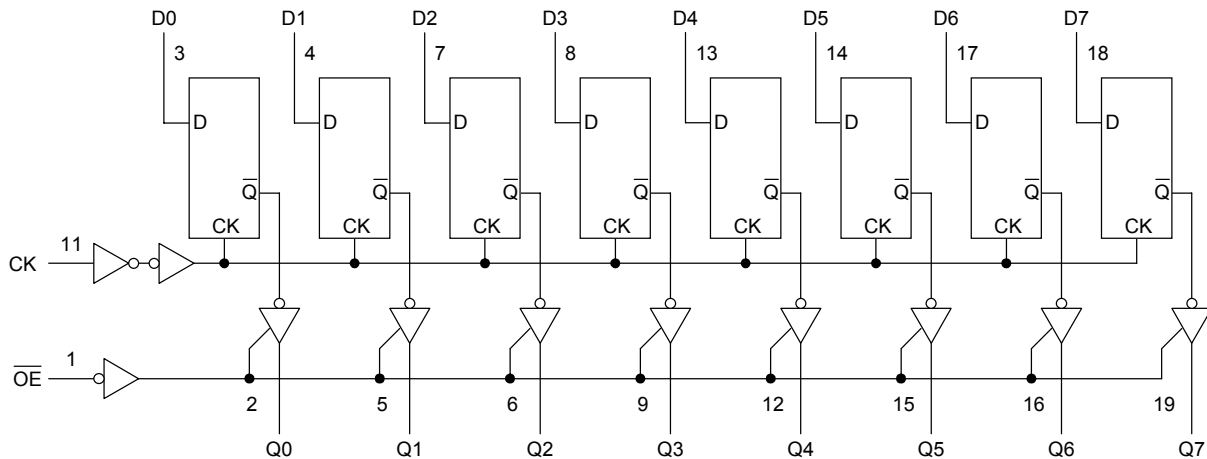 D0 D1 D2 D3 D4 D5 D6 D7
3 4 7 8 13 14 17 18
D D D D D D D D
Q̅ Q̅ Q̅ Q̅ Q̅ Q̅ Q̅ Q̅
CK CK CK CK CK CK CK CK
11
CK
1
O̅E̅
2 5 6 9 12 15 16 19
Q0 Q1 Q2 Q3 Q4 Q5 Q6 Q7